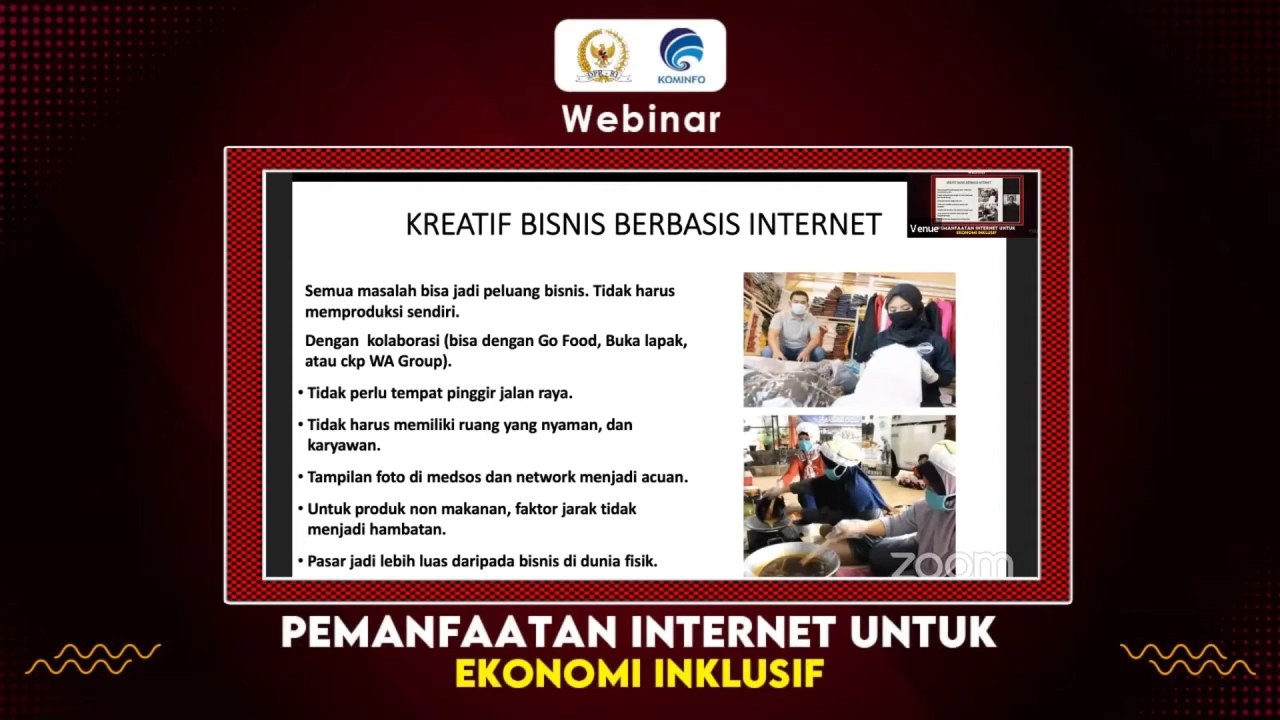 DPR - RI
KOMINFO
Webinar
KREATIF BISNIS BERBASIS INTERNET
Venue
EMANFAATAN INTERNET UNTUK
EKONOMI INKLUSIF
Semua masalah bisa jadi peluang bisnis. Tidak harus
memproduksi sendiri.
Dengan kolaborasi (bisa dengan Go Food, Buka lapak,
atau ckp WA Group).
• Tidak perlu tempat pinggir jalan raya.
• Tidak harus memiliki ruang yang nyaman, dan
karyawan.
• Tampilan foto di medsos dan network menjadi acuan.
• Untuk produk non makanan, faktor jarak tidak
menjadi hambatan.
• Pasar jadi lebih luas daripada bisnis di dunia fisik.
zoom
PEMANFAATAN INTERNET UNTUK
EKONOMI INKLUSIF